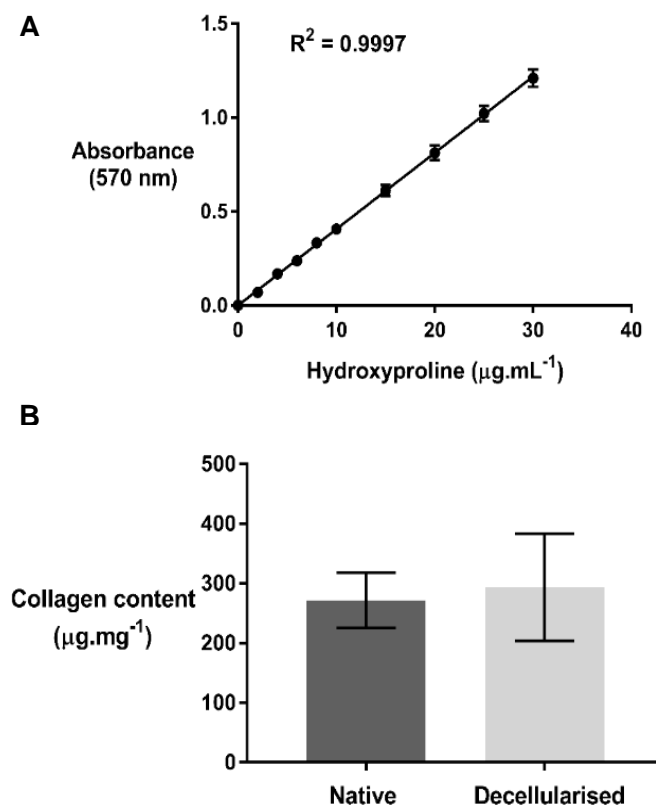 A
R² = 0.9997
1.5
1.0
0.5
0.0
Absorbance
(570 nm)
0 10 20 30 40
Hydroxyproline (μg.mL⁻¹)
B
500
400
300
200
100
0
Collagen content
(μg.mg⁻¹)
Native Decellularised